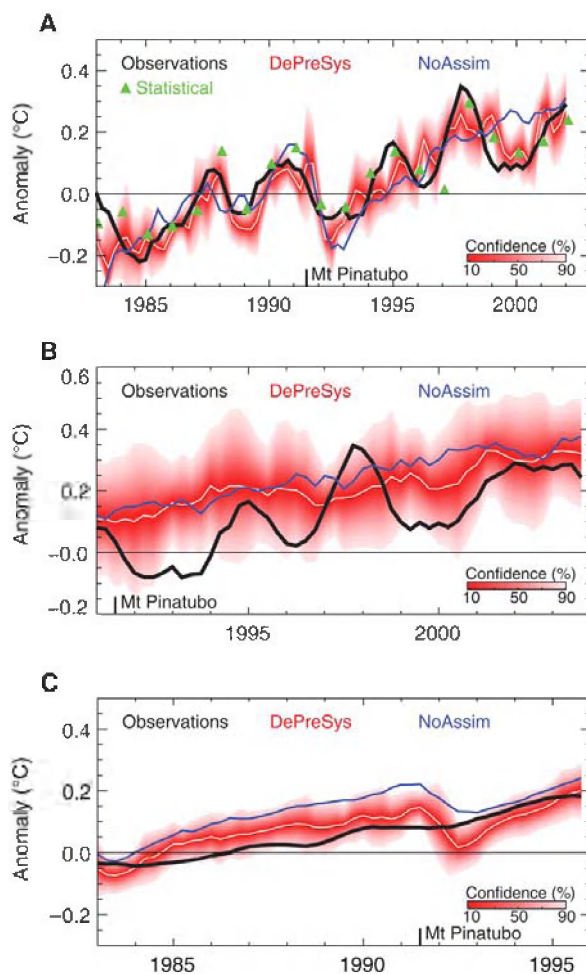 A
Observations DePreSys NoAssim
▲ Statistical
Anomaly (°C)
0.4
0.2
0.0
−0.2
Confidence (%)
10 50 90
Mt Pinatubo
1985 1990 1995 2000
B
Observations DePreSys NoAssim
Anomaly (°C)
0.6
0.4
0.2
-0.0
−0.2
Confidence (%)
10 50 90
Mt Pinatubo
1995 2000
C
Observations DePreSys NoAssim
Anomaly (°C)
0.4
0.2
0.0
−0.2
Confidence (%)
10 50 90
Mt Pinatubo
1985 1990 1995